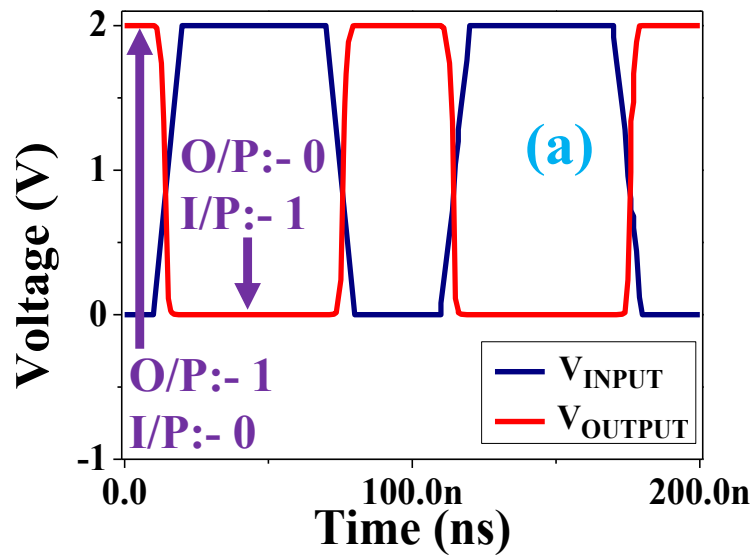 2
1
0
-1
Voltage (V)
(a)
O/P:- 0
I/P:- 1
O/P:- 1
I/P:- 0
VINPUT
VOUTPUT
0.0
100.0n
200.0n
Time (ns)